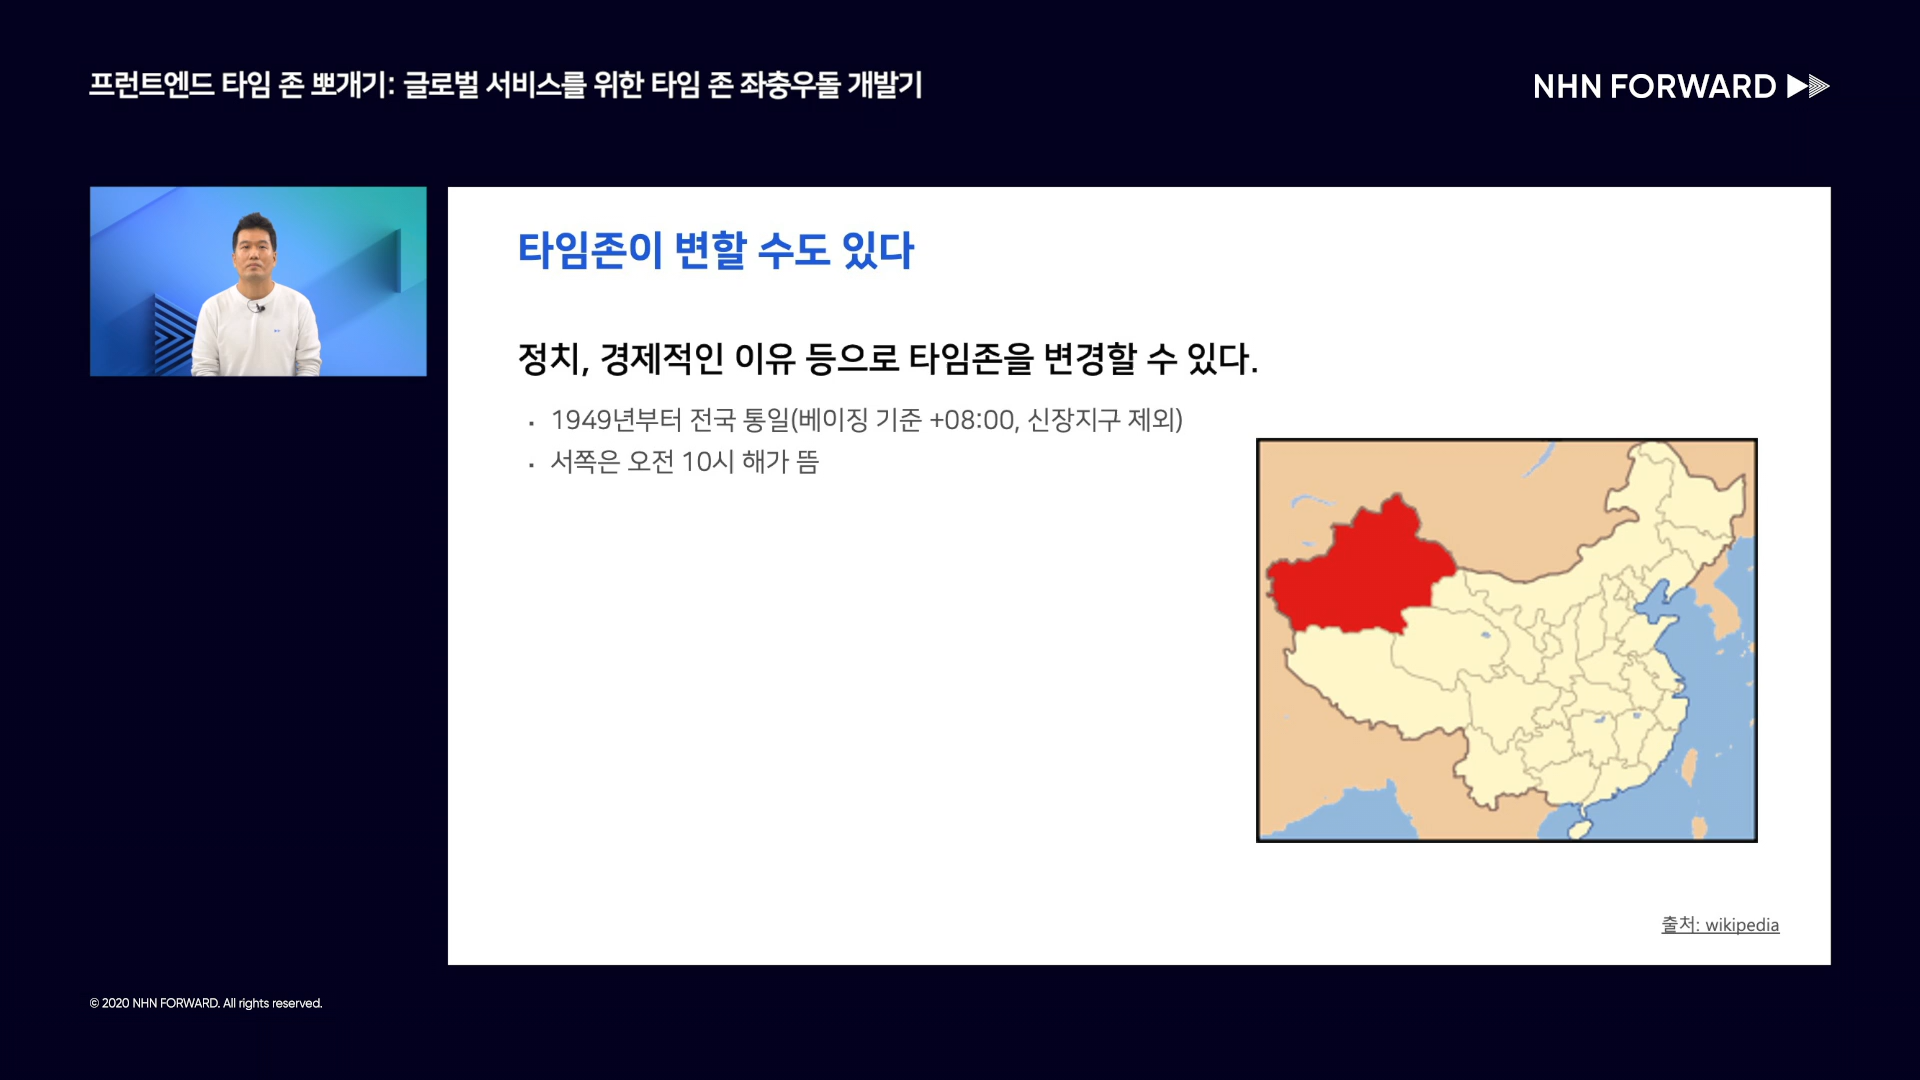 프런트엔드 타임 존 뽀개기: 글로벌 서비스를 위한 타임 존 좌충우돌 개발기
NHN FORWARD
타임존이 변할 수도 있다
정치, 경제적인 이유 등으로 타임존을 변경할 수 있다.
· 1949년부터 전국 통일(베이징 기준 +08:00, 신장지구 제외)
· 서쪽은 오전 10시 해가 뜸
출처: wikipedia
© 2020 NHN FORWARD. All rights reserved.